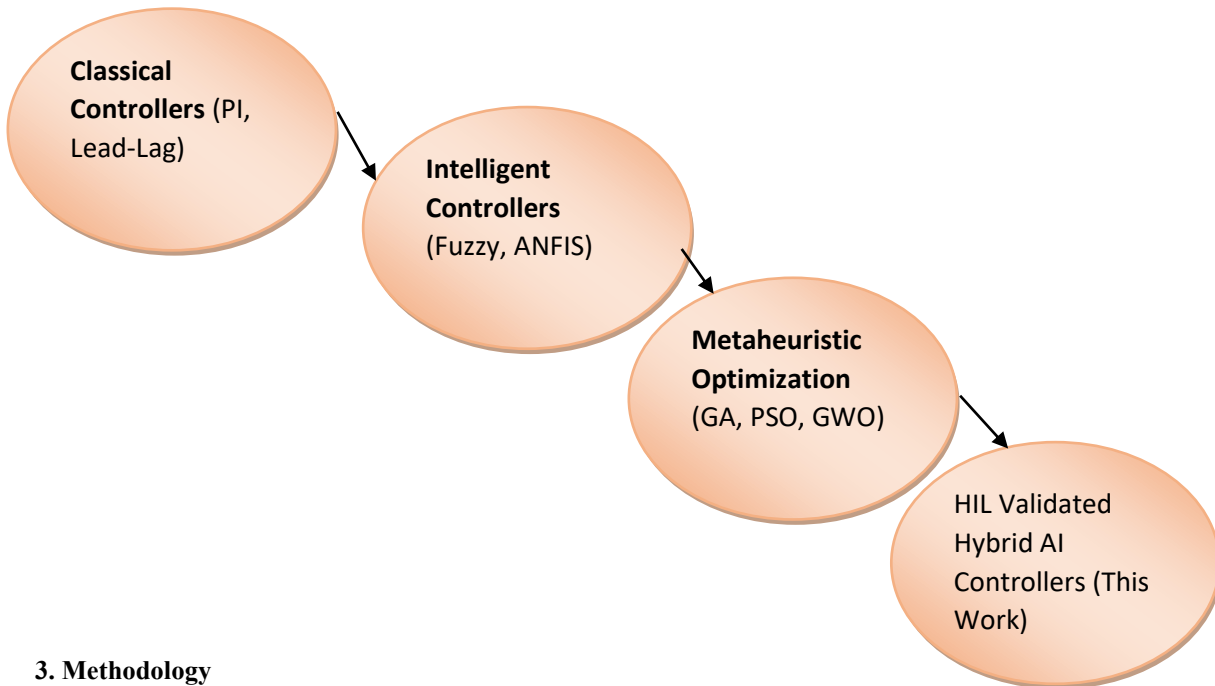 Classical
Controllers (PI,
Lead-Lag)
Intelligent
Controllers
(Fuzzy, ANFIS)
Metaheuristic
Optimization
(GA, PSO, GWO)
HIL Validated
Hybrid AI
Controllers (This
Work)
3. Methodology